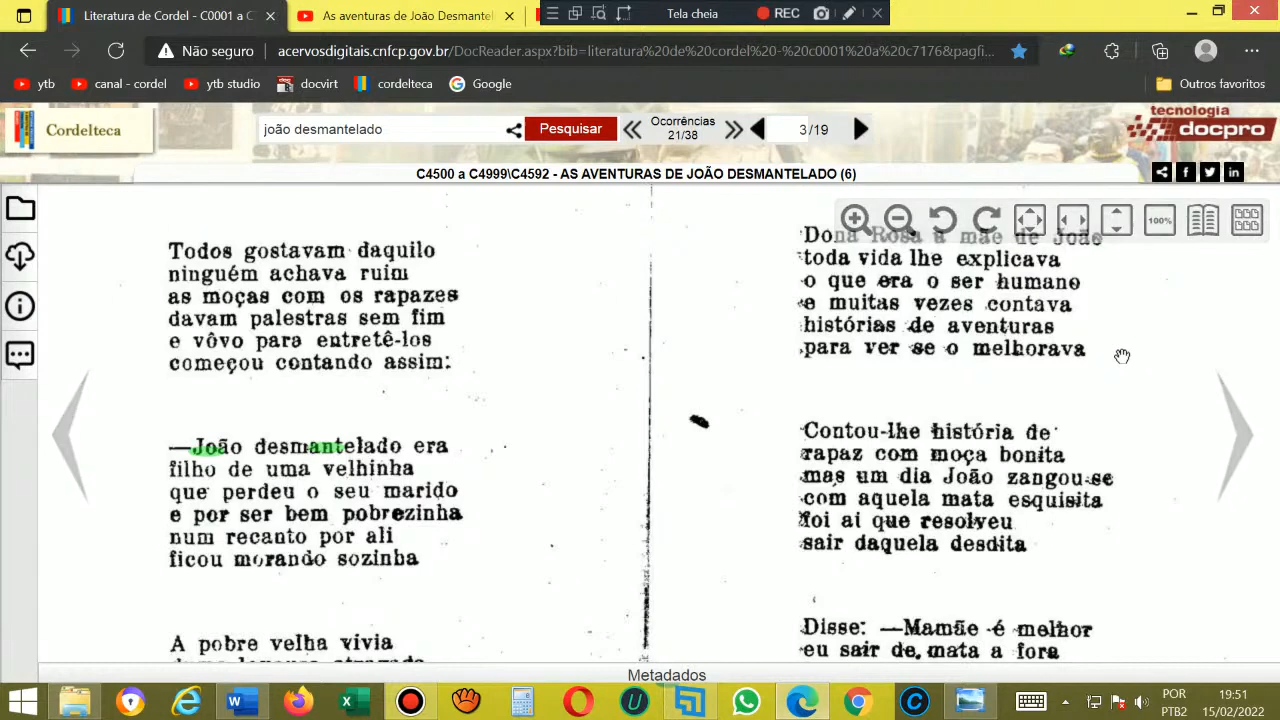 Literatura de Cordel - C0001 a C
As aventuras de João Desmantel
Tela cheia
REC
Não seguro
acervosdigitais.cnfcp.gov.br/DocReader.aspx?bib=literatura%20de%20cordel%20-%20c0001%20a%20c7176&pagfi...
ytb
canal - cordel
ytb studio
docvirt
cordelteca
Google
Outros favoritos
Cordelteca
joão desmantelado
Pesquisar
Ocorrências
21/38
3 /19
tecnologia
docpro
C4500 a C4999\C4592 - AS AVENTURAS DE JOÃO DESMANTELADO (6)
100%
Todos gostavam daquilo
ninguém achava ruim
as moças com os rapazes
davam palestras sem fim
e vôvo para entretê-los
começou contando assim:
—João desmantelado era
filho de uma velhinha
que perdeu o seu marido
e por ser bem pobrezinha
num recanto por ali
ficou morando sozinha
A pobre velha vivia
Dona Rosa a mãe de João
toda vida lhe explicava
o que era o ser humano
e muitas vezes contava
histórias de aventuras
para ver se o melhorava
Contou-lhe história de
rapaz com moça bonita
mas um dia João zangou-se
com aquela mata esquisita
foi ai que resolveu
sair daquela desdita
Disse: —Mamãe é melhor
eu sair de mata a fora
Metadados
POR
PTB2
19:51
15/02/2022